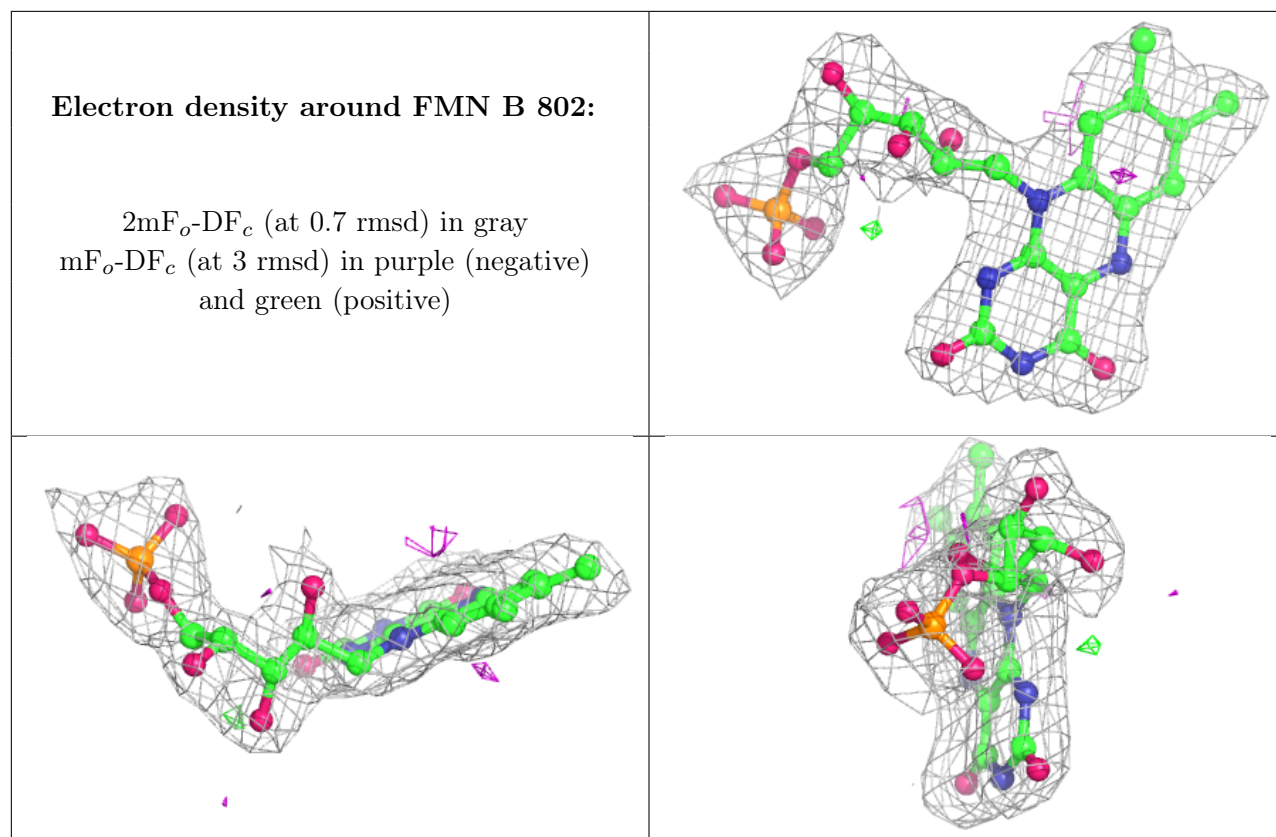 Electron density around FMN B 802:
2mFₒ-DF𝒸 (at 0.7 rmsd) in gray
mFₒ-DF𝒸 (at 3 rmsd) in purple (negative)
and green (positive)